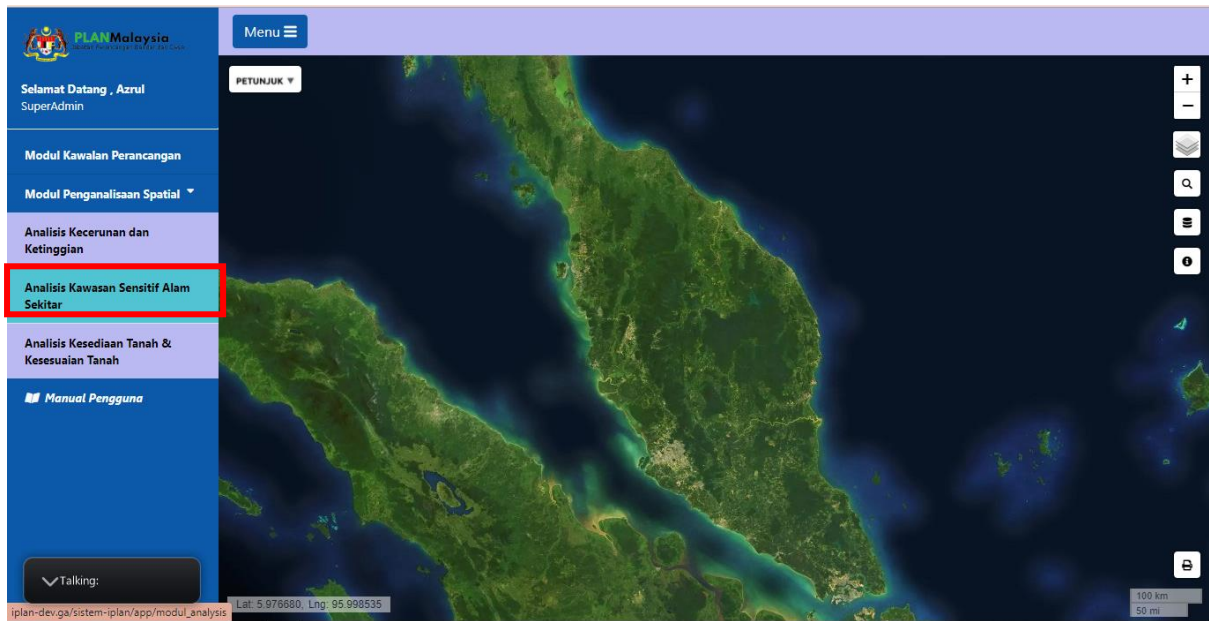 PLANMalaysia
Menu
Selamat Datang , Azrul
SuperAdmin
PETUNJUK ▼
+
−
Modul Kawalan Perancangan
Modul Penganalisaan Spatial
Analisis Kecerunan dan
Ketinggian
Analisis Kawasan Sensitif Alam
Sekitar
Analisis Kesediaan Tanah &
Kesesuaian Tanah
Manual Pengguna
Talking:
iplan-dev.ga/sistem-iplan/app/modul_analysis
Lat: 5.976680, Lng: 95.998535
100 km
50 mi